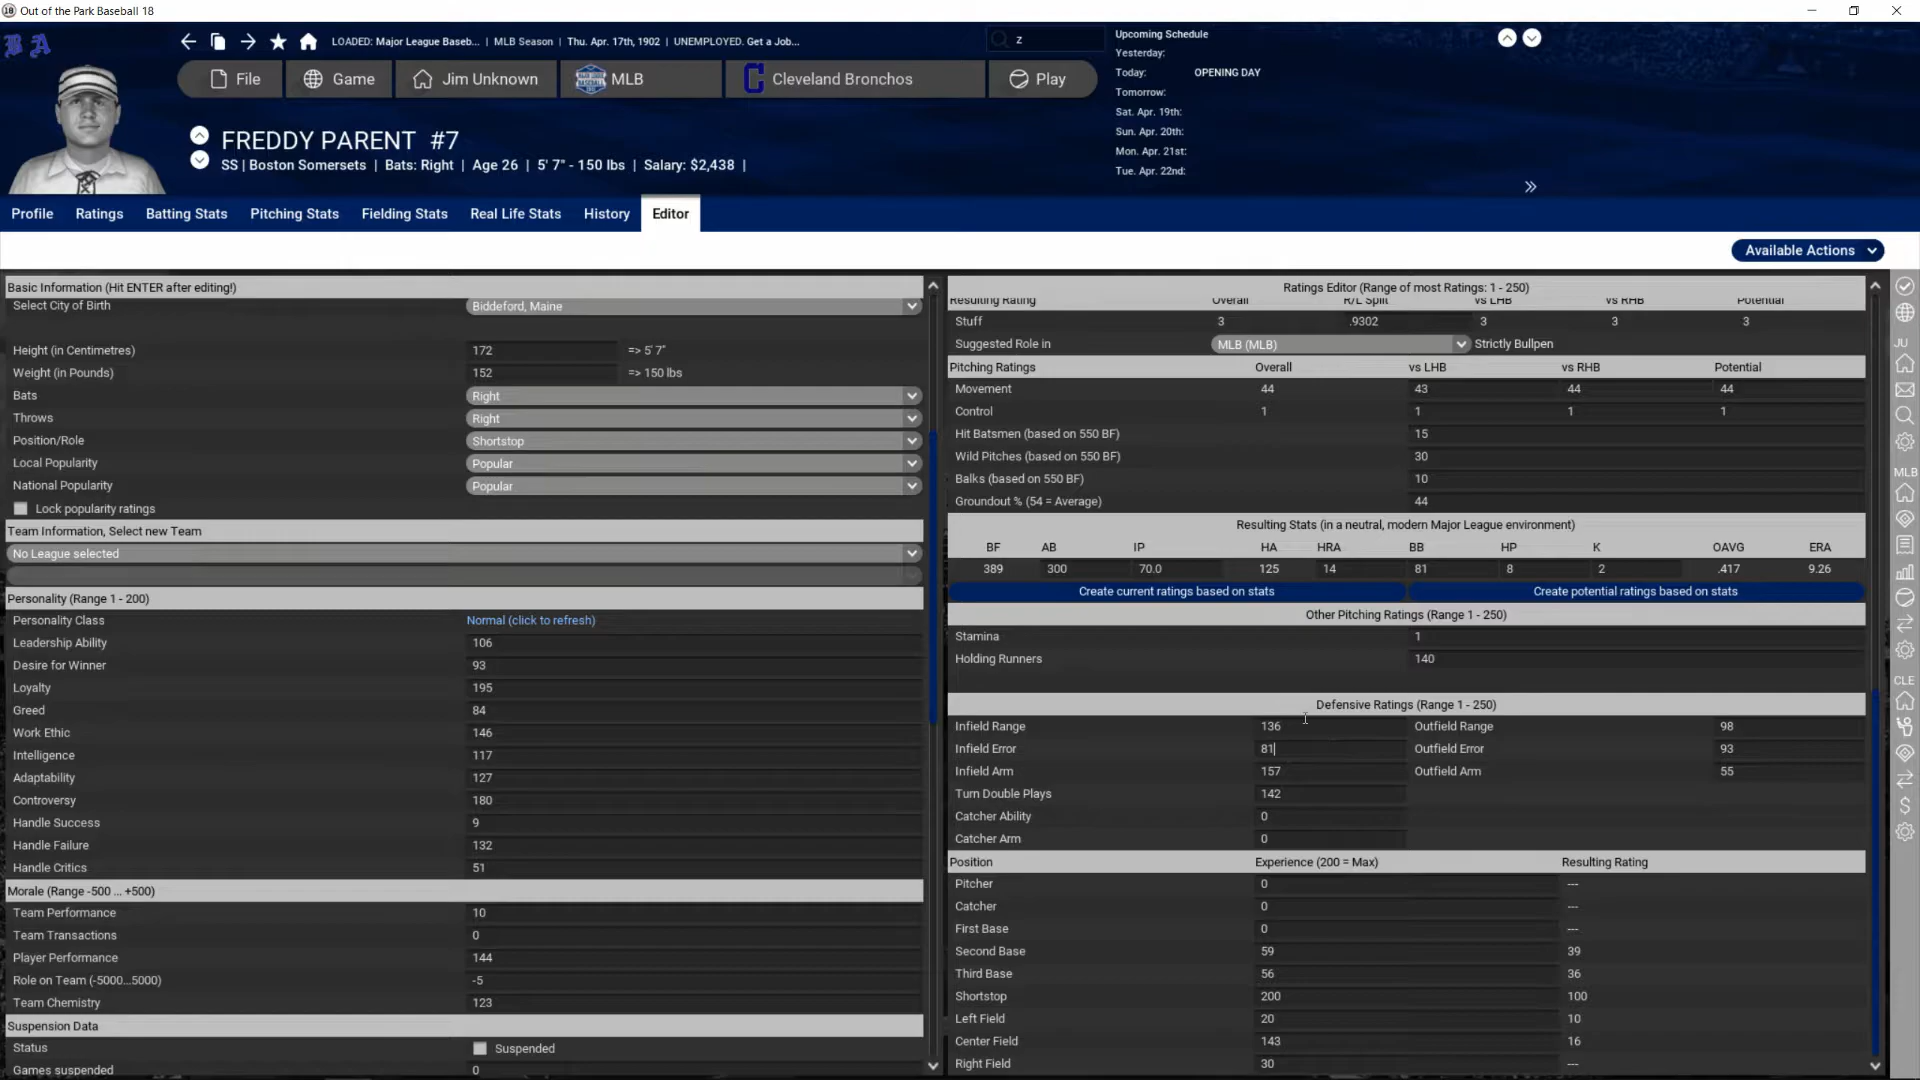 Out of the Park Baseball 18
B A
LOADED: Major League Baseb... | MLB Season | Thu. Apr. 17th, 1902 | UNEMPLOYED. Get a Job...
z
File
Game
Jim Unknown
MLB
Cleveland Bronchos
Play
Upcoming Schedule
Yesterday:
Today: OPENING DAY
Tomorrow:
Sat. Apr. 19th:
Sun. Apr. 20th:
Mon. Apr. 21st:
Tue. Apr. 22nd:
FREDDY PARENT #7
SS | Boston Somersets | Bats: Right | Age 26 | 5' 7" - 150 lbs | Salary: $2,438 |
Profile Ratings Batting Stats Pitching Stats Fielding Stats Real Life Stats History Editor
Available Actions
Basic Information (Hit ENTER after editing!)
Select City of Birth Biddeford, Maine
Height (in Centimetres) 172 => 5' 7"
Weight (in Pounds) 152 => 150 lbs
Bats Right
Throws Right
Position/Role Shortstop
Local Popularity Popular
National Popularity Popular
Lock popularity ratings
Team Information, Select new Team
No League selected
Personality (Range 1 - 200)
Personality Class Normal (click to refresh)
Leadership Ability 106
Desire for Winner 93
Loyalty 195
Greed 84
Work Ethic 146
Intelligence 117
Adaptability 127
Controversy 180
Handle Success 9
Handle Failure 132
Handle Critics 51
Morale (Range -500 ... +500)
Team Performance 10
Team Transactions 0
Player Performance 144
Role on Team (-5000...5000) -5
Team Chemistry 123
Suspension Data
Status Suspended
Games suspended 0
Ratings Editor (Range of most Ratings: 1 - 250)
Resulting Rating Overall R/L Split vs LHB vs RHB Potential
Stuff 3 .9302 3 3 3
Suggested Role in MLB (MLB) Strictly Bullpen
Pitching Ratings Overall vs LHB vs RHB Potential
Movement 44 43 44 44
Control 1 1 1 1
Hit Batsmen (based on 550 BF) 15
Wild Pitches (based on 550 BF) 30
Balks (based on 550 BF) 10
Groundout % (54 = Average) 44
Resulting Stats (in a neutral, modern Major League environment)
BF AB IP HA HRA BB HP K OAVG ERA
389 300 70.0 125 14 81 8 2 .417 9.26
Create current ratings based on stats Create potential ratings based on stats
Other Pitching Ratings (Range 1 - 250)
Stamina 1
Holding Runners 140
Defensive Ratings (Range 1 - 250)
Infield Range 136 Outfield Range 98
Infield Error 81 Outfield Error 93
Infield Arm 157 Outfield Arm 55
Turn Double Plays 142
Catcher Ability 0
Catcher Arm 0
Position Experience (200 = Max) Resulting Rating
Pitcher 0 ---
Catcher 0 ---
First Base 0 ---
Second Base 59 39
Third Base 56 36
Shortstop 200 100
Left Field 20 10
Center Field 143 16
Right Field 30 ---
JU
MLB
CLE